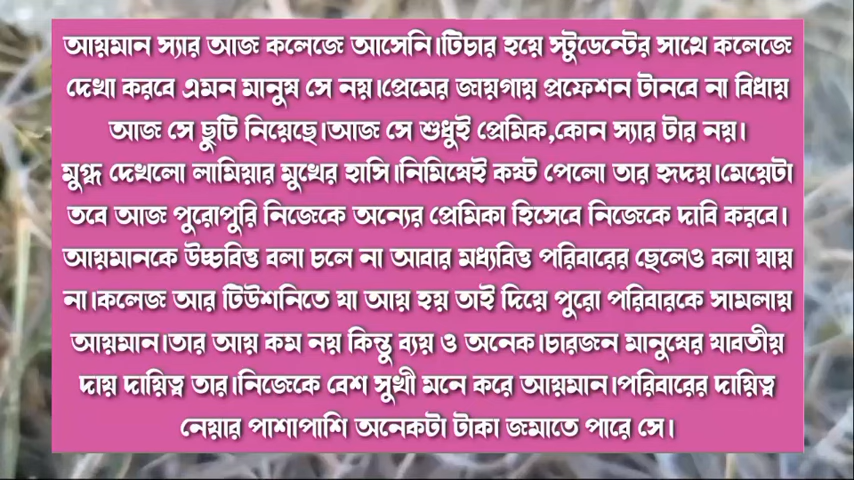 আয়মান স্যার আজ কলেজে আসেনি।টিচার হয়ে স্টুডেন্টের সাথে কলেজে
দেখা করবে এমন মানুষ সে নয়।প্রেমের জায়গায় প্রফেশন টানবে না বিধায়
আজ সে ছুটি নিয়েছে।আজ সে শুধুই প্রেমিক,কোন স্যার টার নয়।
মুগ্ধ দেখলো লামিয়ার মুখের হাসি।নিমিষেই কষ্ট পেলো তার হৃদয়।মেয়েটা
তবে আজ পুরোপুরি নিজেকে অন্যের প্রেমিকা হিসেবে নিজেকে দাবি করবে।
আয়মানকে উচ্চবিত্ত বলা চলে না আবার মধ্যবিত্ত পরিবারের ছেলেও বলা যায়
না।কলেজ আর টিউশনিতে যা আয় হয় তাই দিয়ে পুরো পরিবারকে সামলায়
আয়মান।তার আয় কম নয় কিন্তু ব্যয় ও অনেক।চারজন মানুষের যাবতীয়
দায় দায়িত্ব তার।নিজেকে বেশ সুখী মনে করে আয়মান।পরিবারের দায়িত্ব
নেয়ার পাশাপাশি অনেকটা টাকা জমাতে পারে সে।